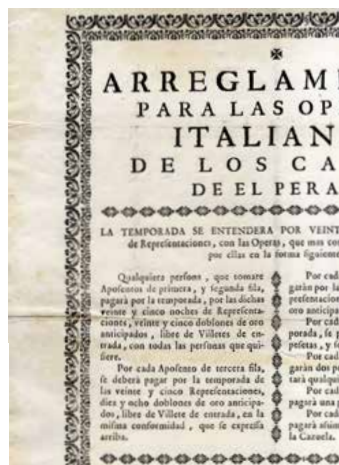 ARREGLAM
PARA LAS OP
ITALIAN
DE LOS CA
DE EL PERA
LA TEMPORADA SE ENTENDERA POR VEINT
de Representaciones, con las Operas, que mas con
por ellas en la forma siguiente
Qualquiera persona, que tomare
Aposentos de primera, y segunda fila,
pagará por la temporada, por las dichas
veinte y cinco noches de Representa-
ciones, veinte y cinco doblones de oro
anticipados, libre de Villetes de en-
trada, con todas las personas que qui-
siere.
Por cada Aposento de tercera fila,
se deberá pagar por la temporada de
las veinte y cinco Representaciones,
diez y ocho doblones de oro anticipa-
dos, libre de Villete de entrada, en la
misma conformidad, que se expressa
arriba.
Por cada
garán por la
presentacion
oro anticipa
Por cad
porada, se p
pesetas, y se
Por cad
garán dos pe
tará qualqui
Por cad
pagará una p
Por cad
pagará assim
la Cazuela.